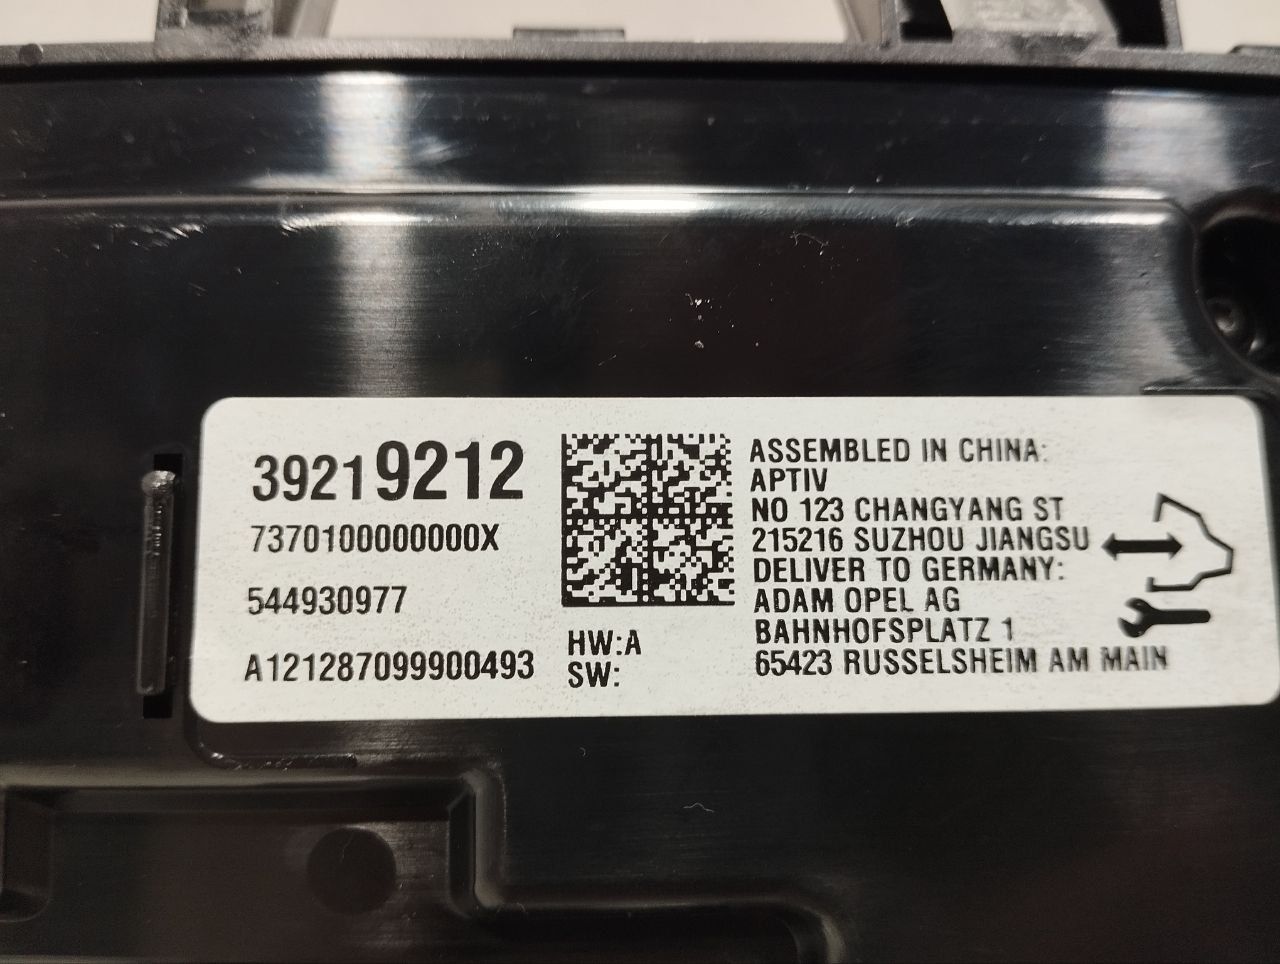 39219212
7370100000000X
544930977
A121287099900493
HW:A
SW:
ASSEMBLED IN CHINA:
APTIV
NO 123 CHANGYANG ST
215216 SUZHOU JIANGSU
DELIVER TO GERMANY:
ADAM OPEL AG
BAHNHOFSPLATZ 1
65423 RUSSELSHEIM AM MAIN